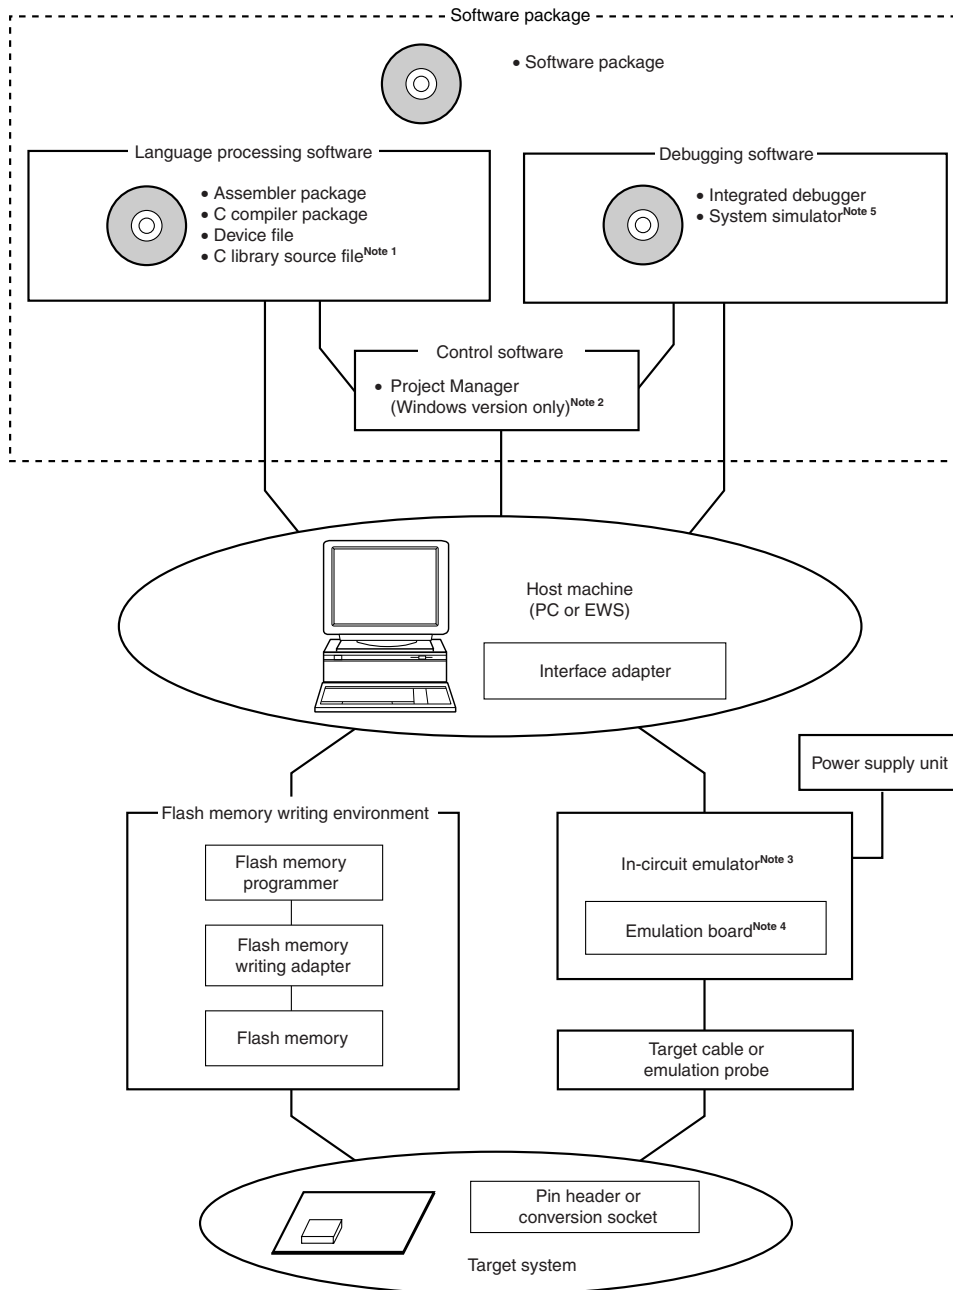 Software package
• Software package
Language processing software
• Assembler package
• C compiler package
• Device file
• C library source fileNote 1
Debugging software
• Integrated debugger
• System simulatorNote 5
Control software
• Project Manager
(Windows version only)Note 2
Host machine
(PC or EWS)
Interface adapter
Power supply unit
Flash memory writing environment
Flash memory
programmer
Flash memory
writing adapter
Flash memory
In-circuit emulatorNote 3
Emulation boardNote 4
Target cable or
emulation probe
Pin header or
conversion socket
Target system